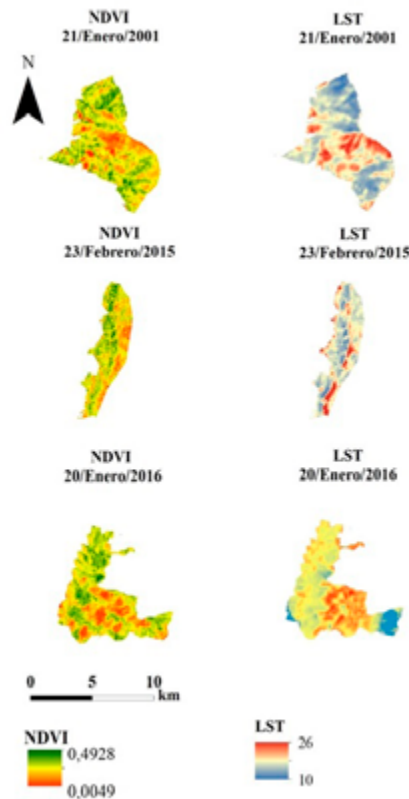 NDVI
21/Enero/2001
LST
21/Enero/2001
N
NDVI
23/Febrero/2015
LST
23/Febrero/2015
NDVI
20/Enero/2016
LST
20/Enero/2016
0 5 10
km
NDVI
0,4928
0,0049
LST
26
10